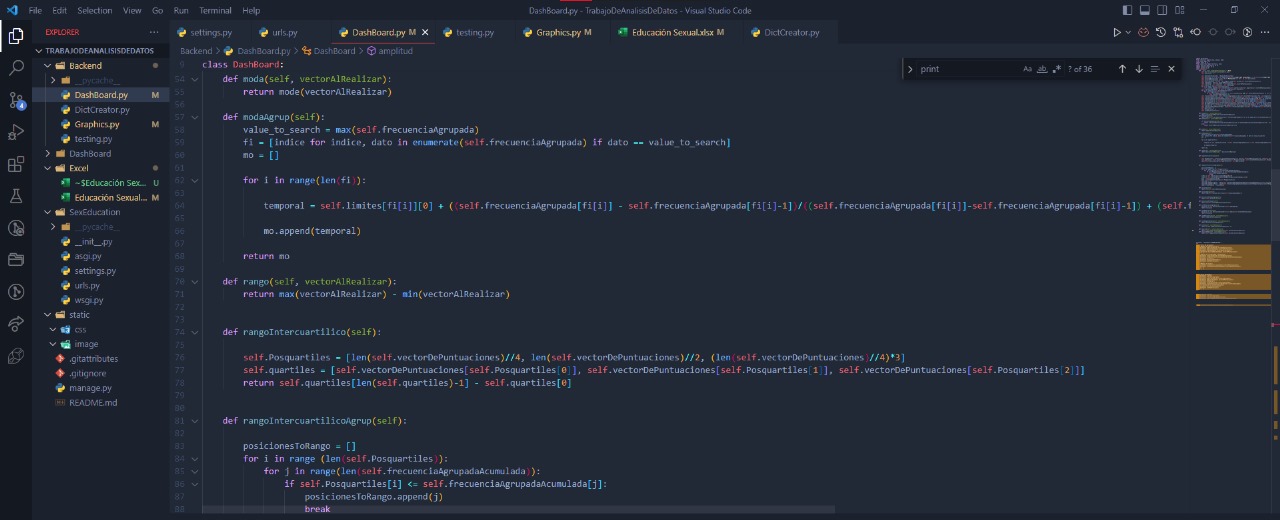 File Edit Selection View Go Run Terminal Help
DashBoard.py - TrabajoDeAnalisisDeDatos - Visual Studio Code
EXPLORER ...
settings.py urls.py DashBoard.py M testing.py Graphics.py M Educación Sexual.xlsx M DictCreator.py
Backend > DashBoard.py > DashBoard > amplitud
TRABAJODEANALISISDEDATOS
Backend
__pycache__
DashBoard.py M
DictCreator.py
Graphics.py M
testing.py
DashBoard
Excel
~$Educación Sex... U
Educación Sexual... M
SexEducation
__pycache__
__init__.py
asgi.py
settings.py
urls.py
wsgi.py
static
css
image
.gitattributes
.gitignore
manage.py
README.md
print Aa ab .* ? of 36
9 class DashBoard:
54 def moda(self, vectorAlRealizar):
55 return mode(vectorAlRealizar)
56
57 def modaAgrup(self):
58 value_to_search = max(self.frecuenciaAgrupada)
59 fi = [indice for indice, dato in enumerate(self.frecuenciaAgrupada) if dato == value_to_search]
60 mo = []
61
62 for i in range(len(fi)):
63
64 temporal = self.limites[fi[i]][0] + ((self.frecuenciaAgrupada[fi[i]] - self.frecuenciaAgrupada[fi[i]-1])/((self.frecuenciaAgrupada[fi[i]]-self.frecuenciaAgrupada[fi[i]-1]) + (self.f
65
66 mo.append(temporal)
67
68 return mo
69
70 def rango(self, vectorAlRealizar):
71 return max(vectorAlRealizar) - min(vectorAlRealizar)
72
73
74 def rangoIntercuartilico(self):
75
76 self.Posquartiles = [len(self.vectorDePuntuaciones)//4, len(self.vectorDePuntuaciones)//2, (len(self.vectorDePuntuaciones)//4)*3]
77 self.quartiles = [self.vectorDePuntuaciones[self.Posquartiles[0]], self.vectorDePuntuaciones[self.Posquartiles[1]], self.vectorDePuntuaciones[self.Posquartiles[2]]]
78 return self.quartiles[len(self.quartiles)-1] - self.quartiles[0]
79
80
81 def rangoIntercuartilicoAgrup(self):
82
83 posicionesToRango = []
84 for i in range (len(self.Posquartiles)):
85 for j in range(len(self.frecuenciaAgrupadaAcumulada)):
86 if self.Posquartiles[i] <= self.frecuenciaAgrupadaAcumulada[j]:
87 posicionesToRango.append(j)
88 break